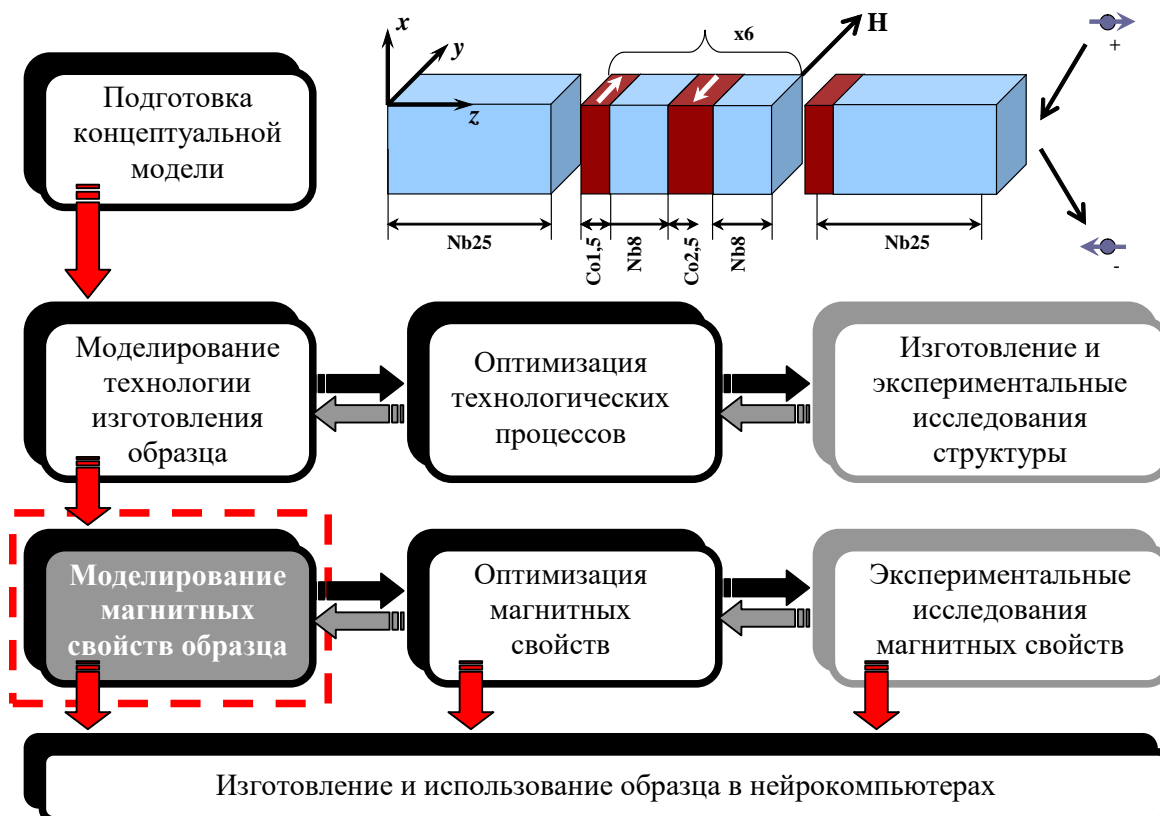 Подготовка
концептуальной
модели
x
y
z
x6
H
+
-
Nb25
Co1,5
Nb8
Co2,5
Nb8
Nb25
Моделирование
технологии
изготовления
образца
Оптимизация
технологических
процессов
Изготовление и
экспериментальные
исследования
структуры
Моделирование
магнитных
свойств образца
Оптимизация
магнитных
свойств
Экспериментальные
исследования
магнитных свойств
Изготовление и использование образца в нейрокомпьютерах